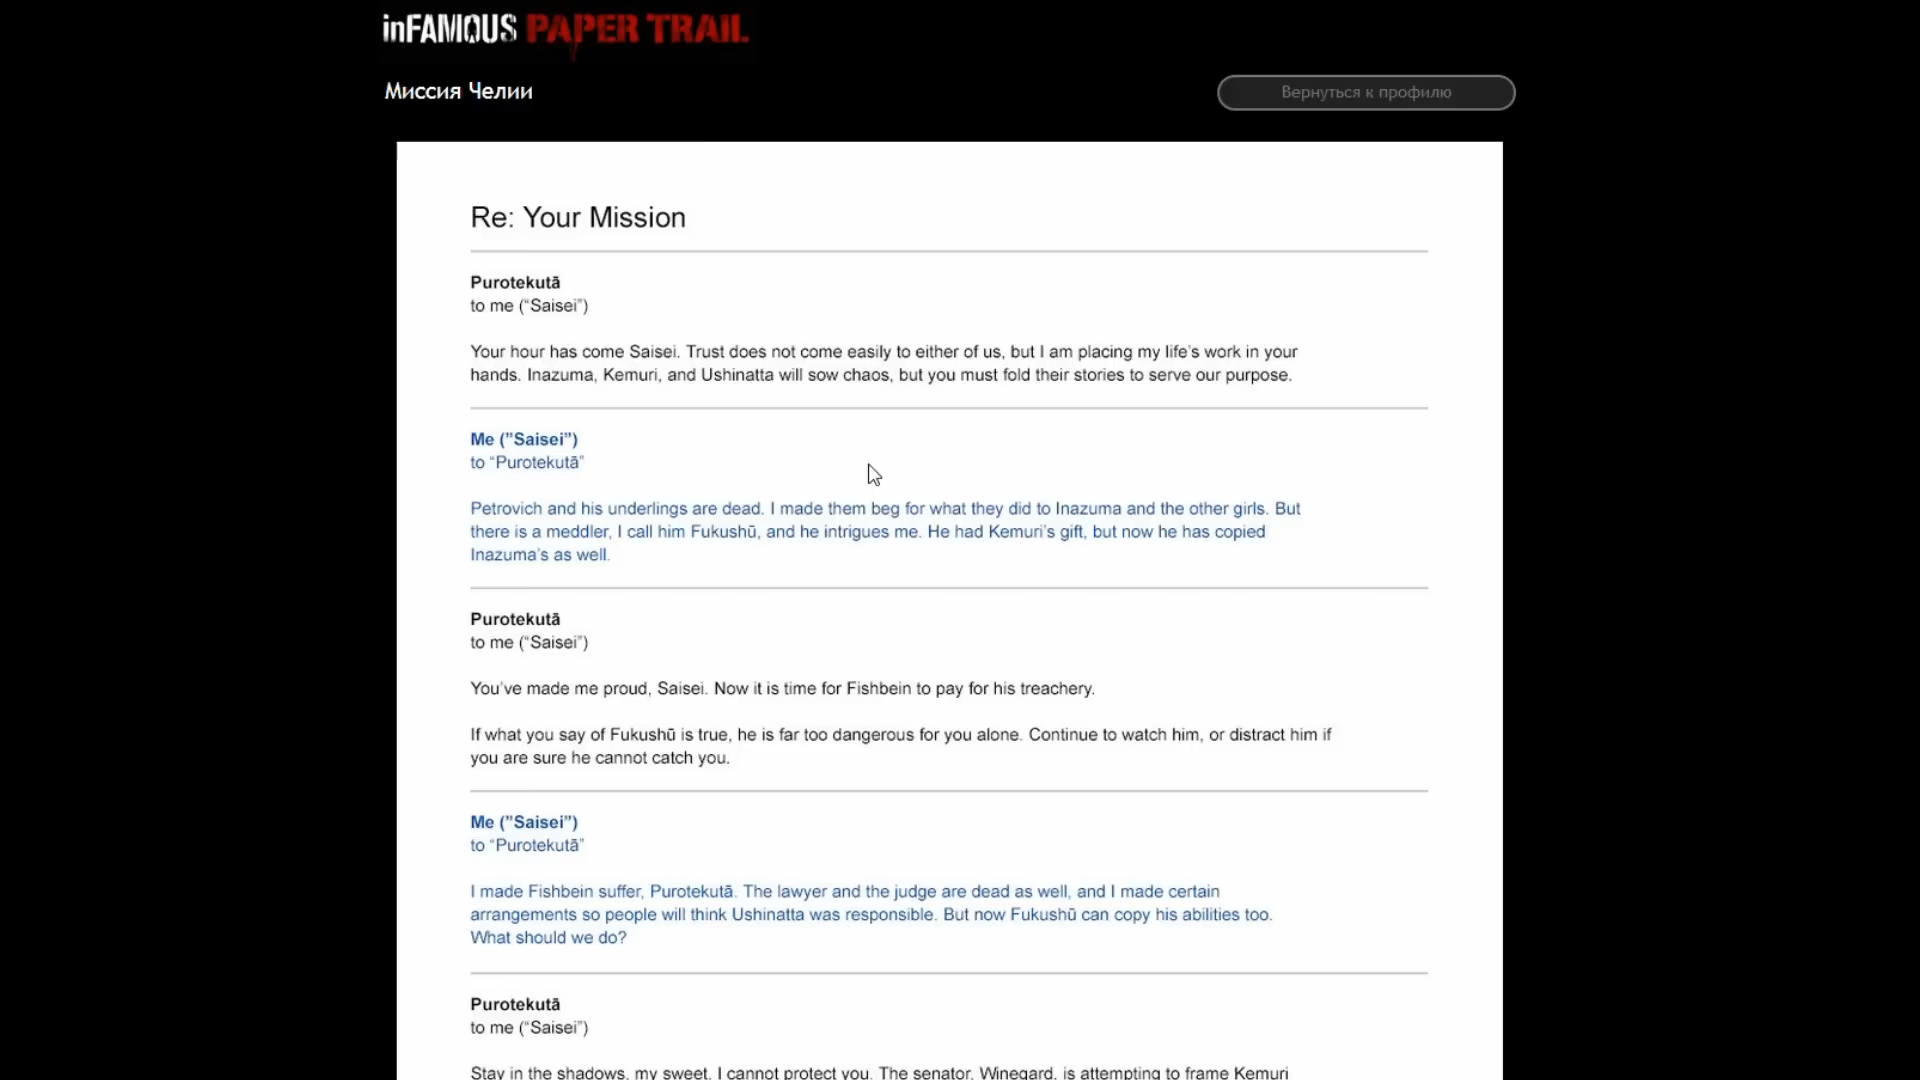 inFAMOUS PAPER TRAIL
Миссия Челии
Вернуться к профилю
Re: Your Mission
Purotekutā
to me (“Saisei”)
Your hour has come Saisei. Trust does not come easily to either of us, but I am placing my life’s work in your
hands. Inazuma, Kemuri, and Ushinatta will sow chaos, but you must fold their stories to serve our purpose.
Me (”Saisei”)
to “Purotekutā”
Petrovich and his underlings are dead. I made them beg for what they did to Inazuma and the other girls. But
there is a meddler, I call him Fukushū, and he intrigues me. He had Kemuri’s gift, but now he has copied
Inazuma’s as well.
Purotekutā
to me (“Saisei”)
You’ve made me proud, Saisei. Now it is time for Fishbein to pay for his treachery.
If what you say of Fukushū is true, he is far too dangerous for you alone. Continue to watch him, or distract him if
you are sure he cannot catch you.
Me (”Saisei”)
to “Purotekutā”
I made Fishbein suffer, Purotekutā. The lawyer and the judge are dead as well, and I made certain
arrangements so people will think Ushinatta was responsible. But now Fukushū can copy his abilities too.
What should we do?
Purotekutā
to me (“Saisei”)
Stay in the shadows, my sweet. I cannot protect you. The senator, Winegard, is attempting to frame Kemuri